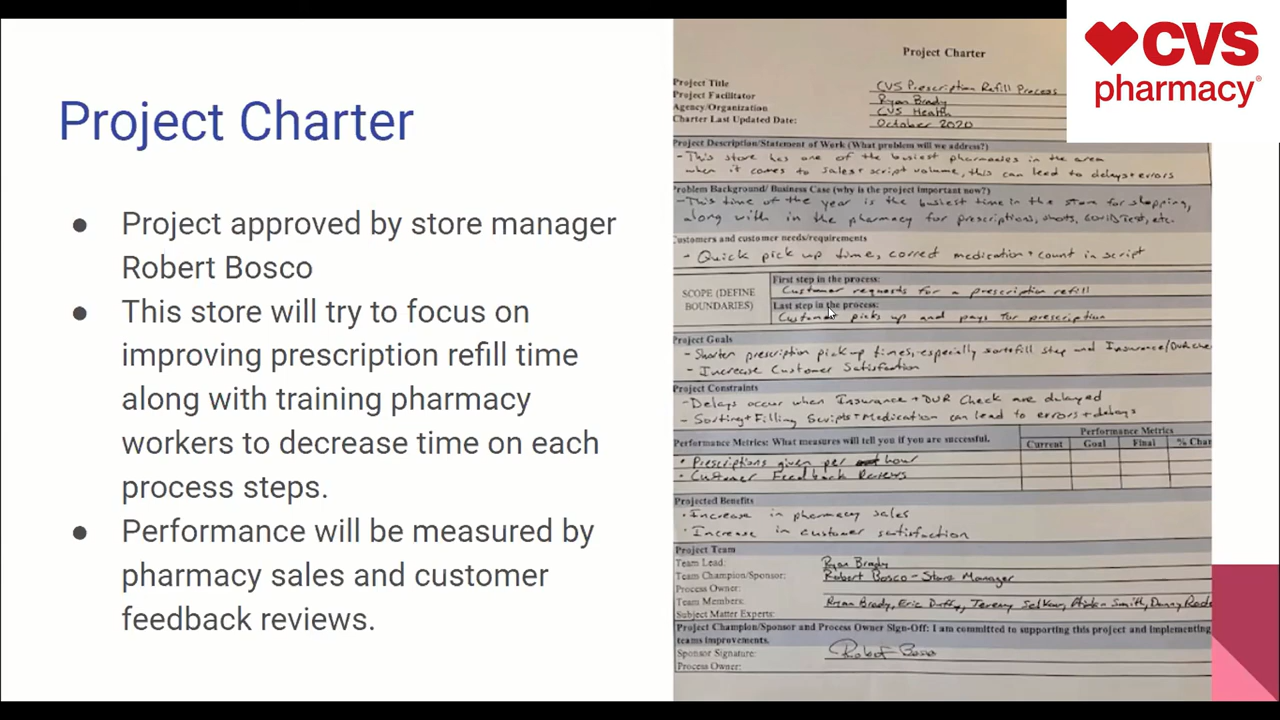 Project Charter
● Project approved by store manager
Robert Bosco
● This store will try to focus on
improving prescription refill time
along with training pharmacy
workers to decrease time on each
process steps.
● Performance will be measured by
pharmacy sales and customer
feedback reviews.
CVS
pharmacy®
Project Charter
Project Title CVS Prescription Refill Process
Project Facilitator Ryan Brady
Agency/Organization CVS Health
Charter Last Updated Date: October 2020
Project Description/Statement of Work (What problem will we address?)
- This store has one of the busiest pharmacies in the area
when it comes to sales + script volume, this can lead to delays + errors
Problem Background/ Business Case (why is the project important now?)
- This time of the year is the busiest time in the store for shopping,
along with in the pharmacy for prescriptions, shots, covid test, etc.
Customers and customer needs/requirements
- Quick pick up time, correct medication + count in script
SCOPE (DEFINE
BOUNDARIES)
First step in the process:
Customer requests for a prescription refill
Last step in the process:
Customer picks up and pays for prescription
Project Goals
- Shorten prescription pick up times, especially sort + fill step and Insurance/DUR
- Increase Customer Satisfaction
Project Constraints
- Delays occur when Insurance + DUR Check are delayed
- Sorting + Filling Scripts + Medication can lead to errors + delays
Performance Metrics: What measures will tell you if you are successful.
Performance Metrics
Current Goal Final % Chan
• Prescriptions given per hour
• Customer Feedback Reviews
Projected Benefits
• Increase in pharmacy sales
• Increase in customer satisfaction
Project Team
Team Lead: Ryan Brady
Team Champion/Sponsor: Robert Bosco - Store Manager
Process Owner:
Team Members: Ryan Brady, Eric Duffy, Smith, Danny
Subject Matter Experts:
Project Champion/Sponsor and Process Owner Sign-Off: I am committed to supporting this project and implementing
teams improvements.
Sponsor Signature: Robert Bosco
Process Owner: